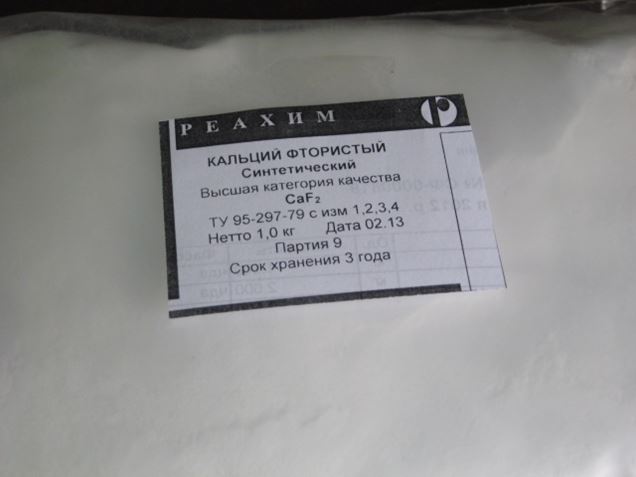 РЕАХИМ
КАЛЬЦИЙ ФТОРИСТЫЙ
Синтетический
Высшая категория качества
CaF₂
ТУ 95-297-79 с изм 1,2,3,4
Нетто 1,0 кг Дата 02.13
Партия 9
Срок хранения 3 года